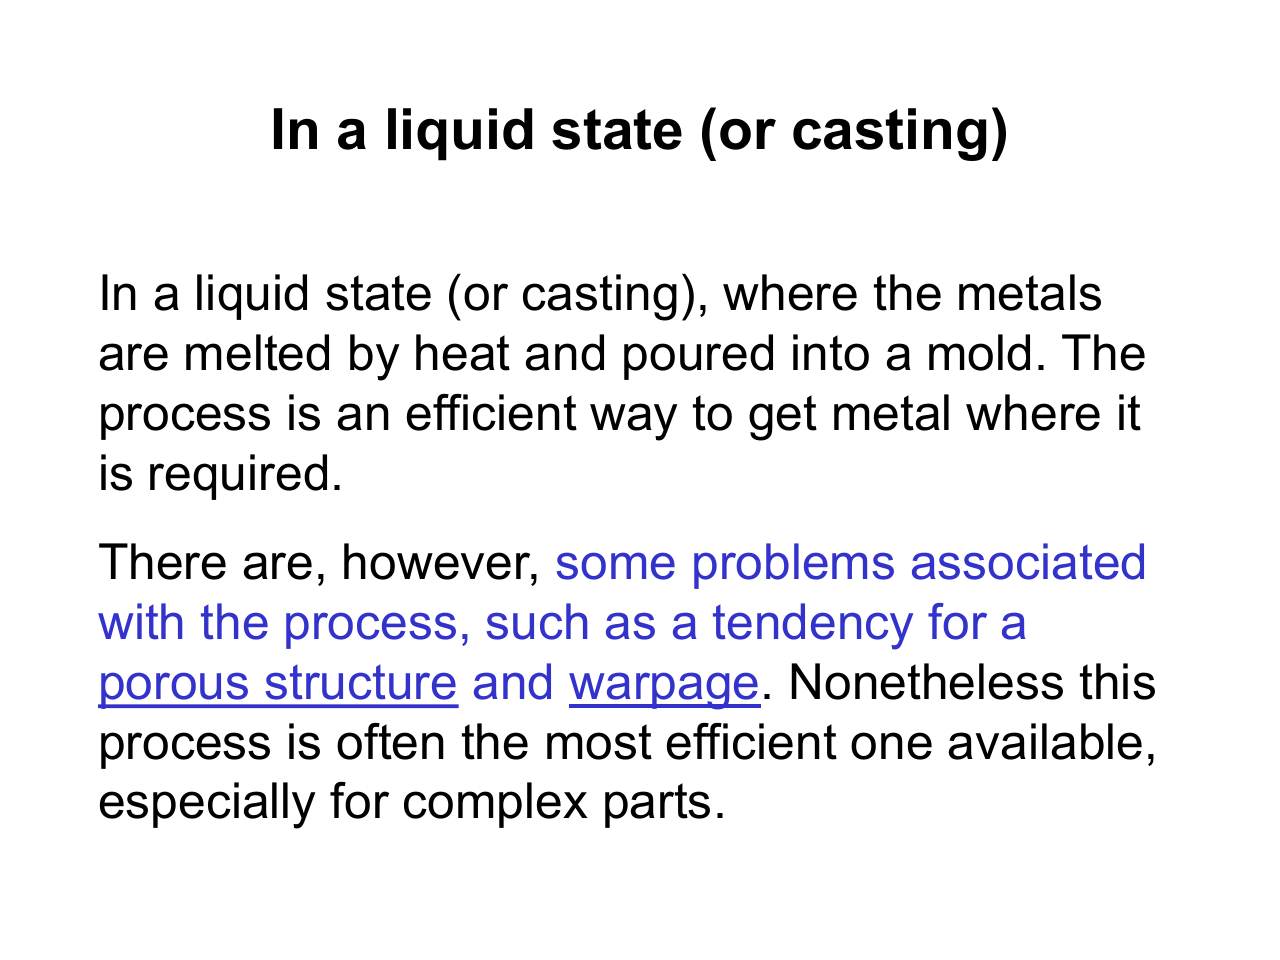 In a liquid state (or casting)
In a liquid state (or casting), where the metals
are melted by heat and poured into a mold. The
process is an efficient way to get metal where it
is required.
There are, however, some problems associated
with the process, such as a tendency for a
porous structure and warpage. Nonetheless this
process is often the most efficient one available,
especially for complex parts.